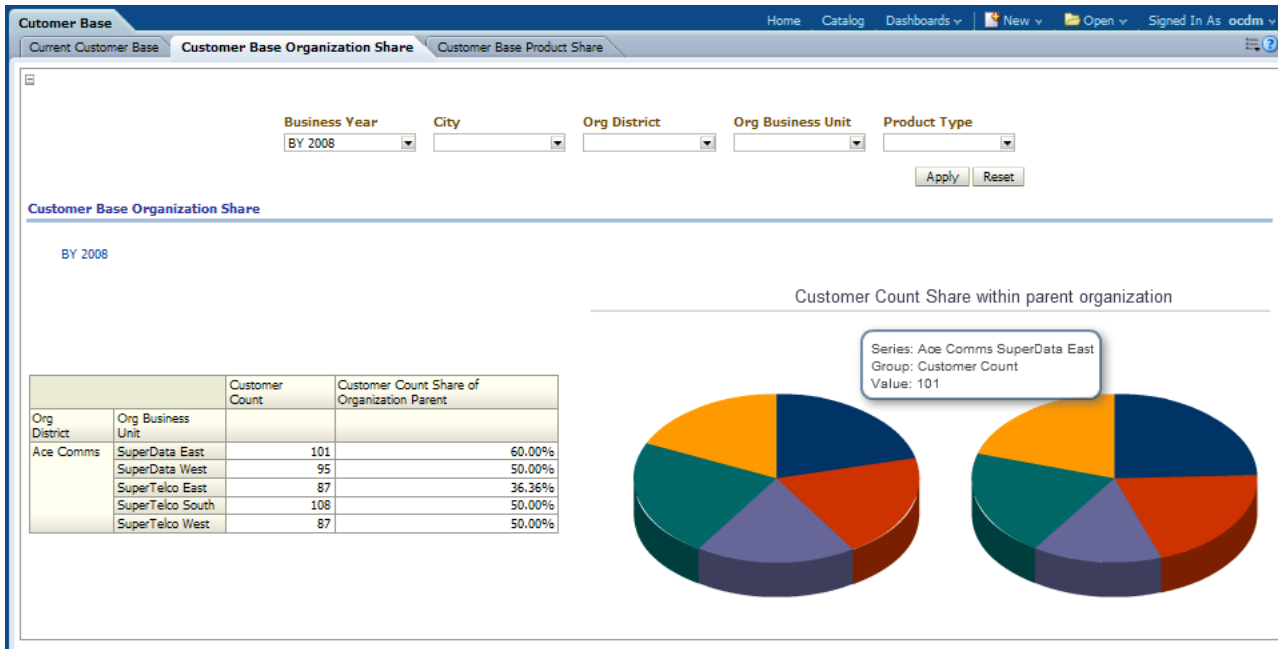 Cutomer Base
Home Catalog Dashboards New Open Signed In As ocdm
Current Customer Base Customer Base Organization Share Customer Base Product Share
Business Year City Org District Org Business Unit Product Type
BY 2008
Apply Reset
Customer Base Organization Share
BY 2008
Customer Count Share within parent organization
Series: Ace Comms SuperData East
Group: Customer Count
Value: 101
Customer Count Customer Count Share of Organization Parent
Org District Org Business Unit
Ace Comms SuperData East 101 60.00%
SuperData West 95 50.00%
SuperTelco East 87 36.36%
SuperTelco South 108 50.00%
SuperTelco West 87 50.00%